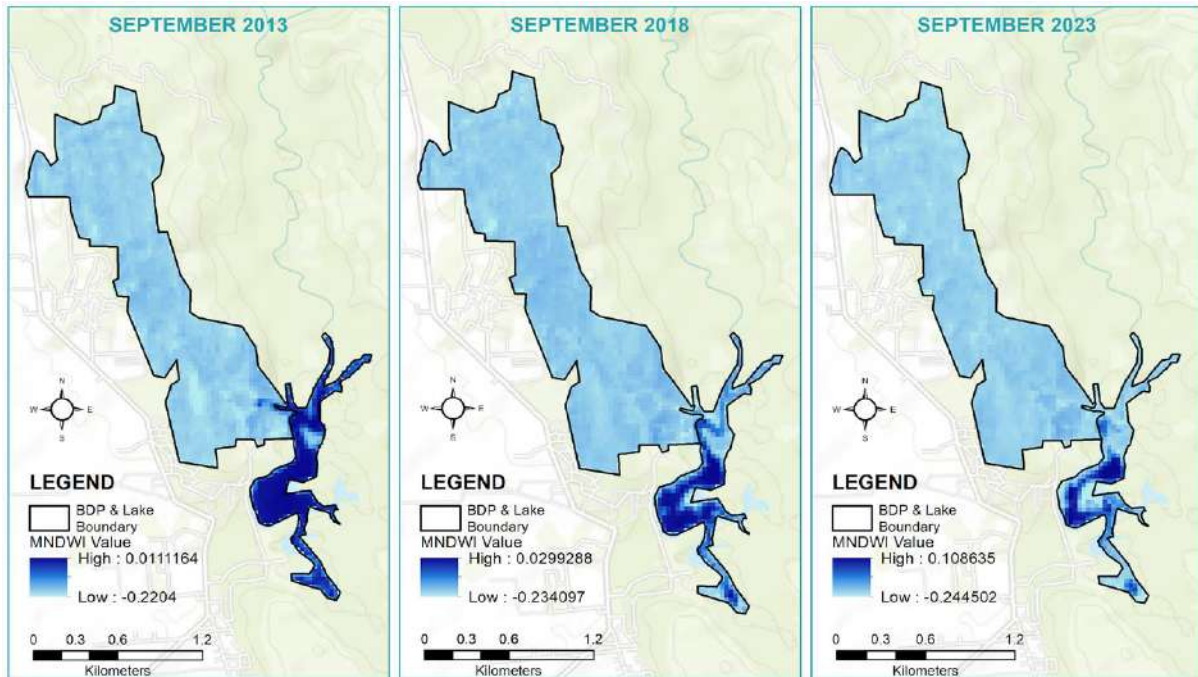 SEPTEMBER 2013
N
W E
S
LEGEND
BDP & Lake
Boundary
MNDWI Value
High : 0.0111164
Low : -0.2204
0 0.3 0.6 1.2
Kilometers
SEPTEMBER 2018
N
W E
S
LEGEND
BDP & Lake
Boundary
MNDWI Value
High : 0.0299288
Low : -0.234097
0 0.3 0.6 1.2
Kilometers
SEPTEMBER 2023
N
W E
S
LEGEND
BDP & Lake
Boundary
MNDWI Value
High : 0.108635
Low : -0.244502
0 0.3 0.6 1.2
Kilometers